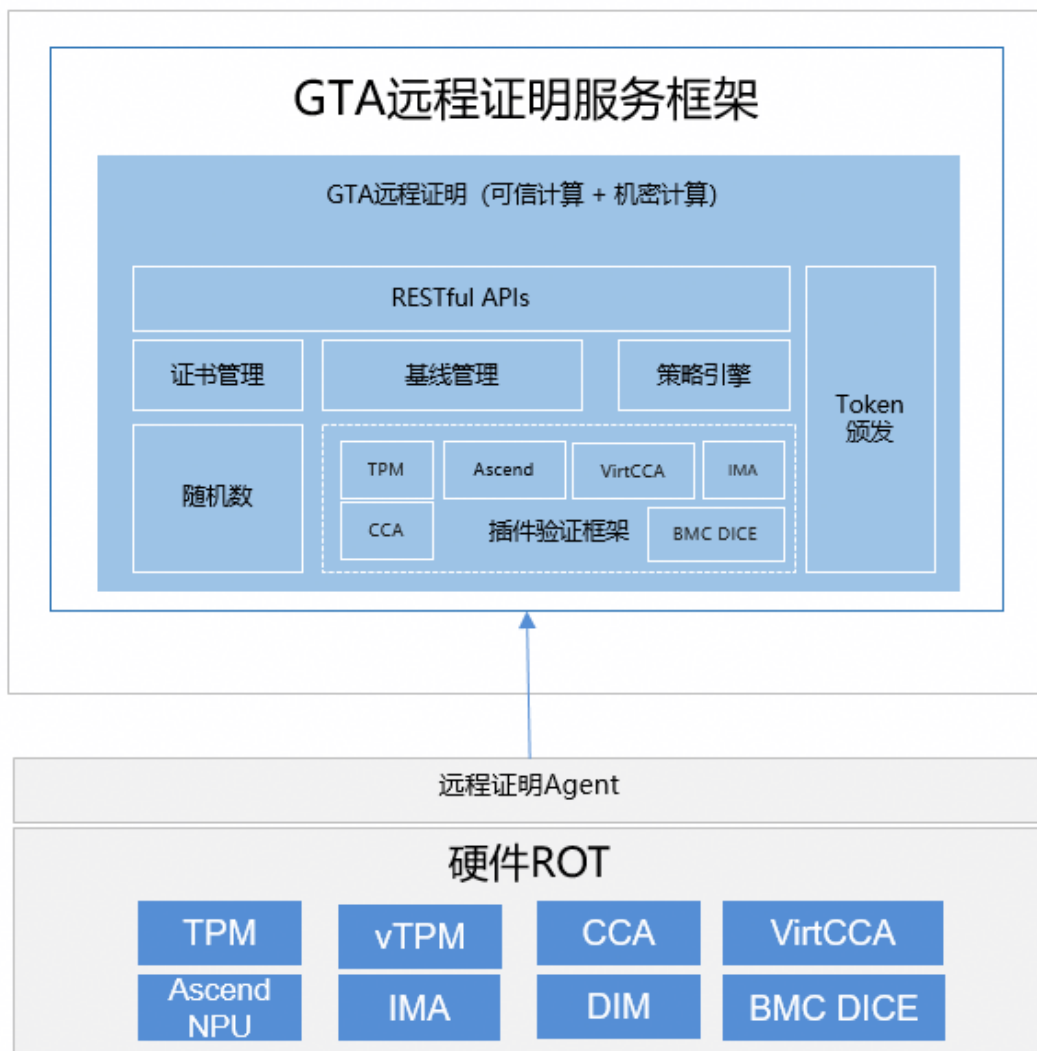 GTA远程证明服务框架
GTA远程证明（可信计算 + 机密计算)
RESTful APIs
证书管理
基线管理
策略引擎
Token
颁发
随机数
TPM
Ascend
VirtCCA
IMA
CCA
插件验证框架
BMC DICE
远程证明Agent
硬件ROT
TPM
vTPM
CCA
VirtCCA
Ascend
NPU
IMA
DIM
BMC DICE